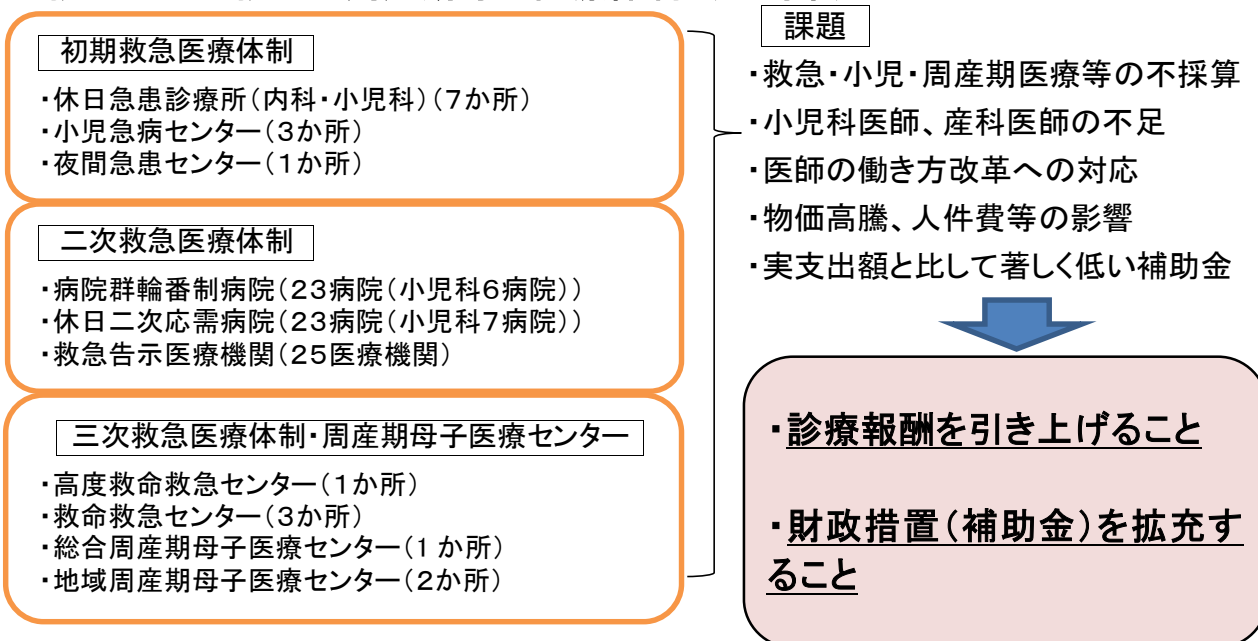 初期救急医療体制
・休日急患診療所(内科・小児科)(7か所)
・小児急病センター(3か所)
・夜間急患センター(1か所)
二次救急医療体制
・病院群輪番制病院(23病院(小児科6病院))
・休日二次応需病院(23病院(小児科7病院))
・救急告示医療機関(25医療機関)
三次救急医療体制・周産期母子医療センター
・高度救命救急センター(1か所)
・救命救急センター(3か所)
・総合周産期母子医療センター(1か所)
・地域周産期母子医療センター(2か所)
課題
・救急・小児・周産期医療等の不採算
・小児科医師、産科医師の不足
・医師の働き方改革への対応
・物価高騰、人件費等の影響
・実支出額と比して著しく低い補助金
・診療報酬を引き上げること
・財政措置(補助金)を拡充す
ること